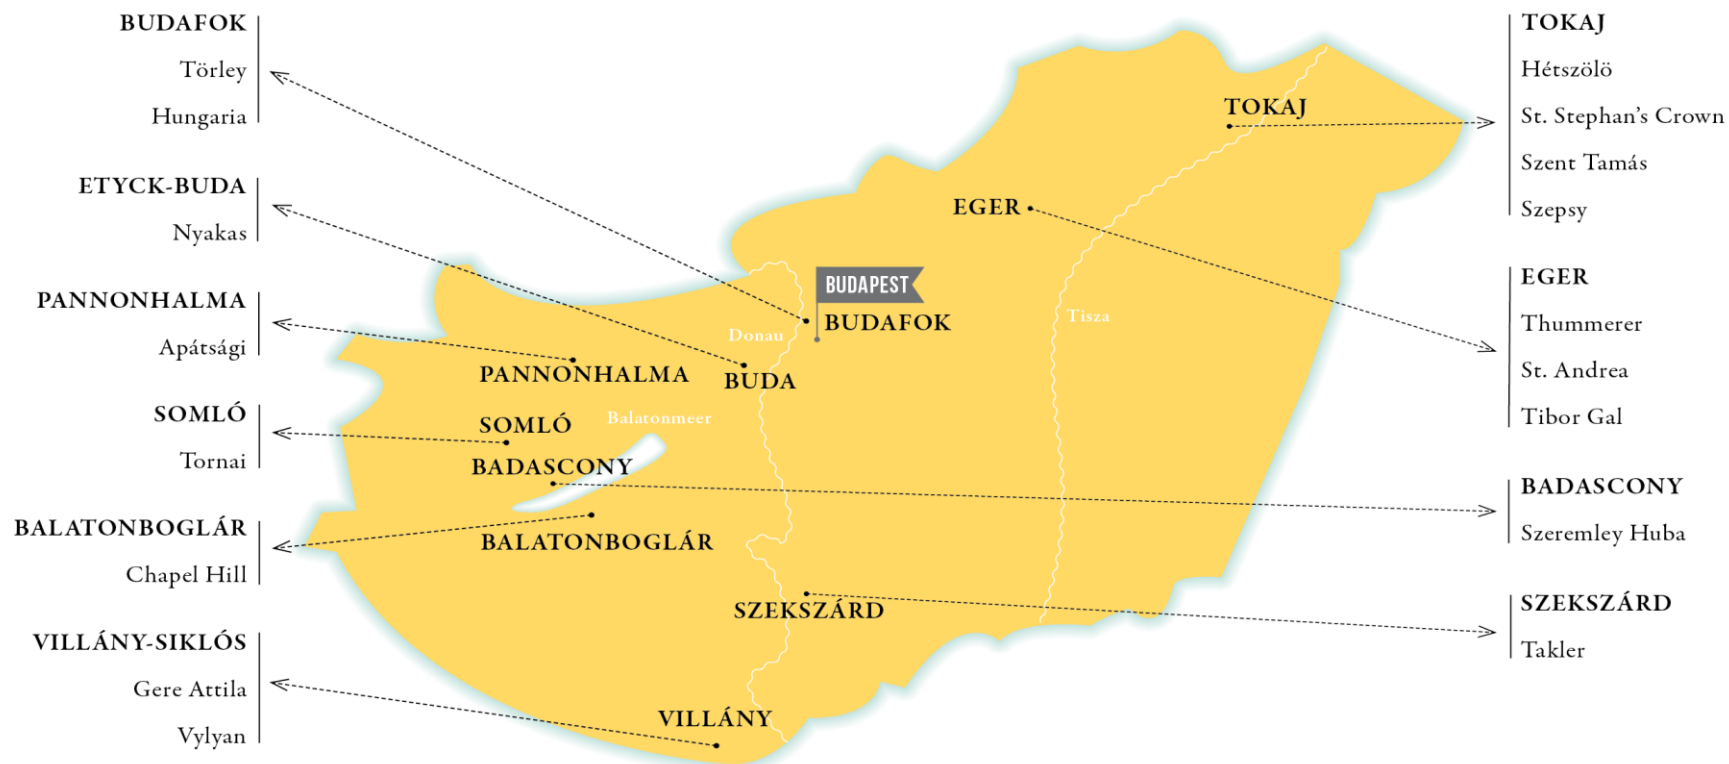 BUDAFOK
Törley
Hungaria
ETYCK-BUDA
Nyakas
PANNONHALMA
Apátsági
SOMLÓ
Tornai
BALATONBOGLÁR
Chapel Hill
VILLÁNY-SIKLÓS
Gere Attila
Vylyan
TOKAJ
EGER
BUDAPEST
BUDAFOK
Donau
Tisza
PANNONHALMA
BUDA
Balatonmeer
SOMLÓ
BADASCONY
BALATONBOGLÁR
SZEKSZÁRD
VILLÁNY
TOKAJ
Hétszölö
St. Stephan's Crown
Szent Tamás
Szepsy
EGER
Thummerer
St. Andrea
Tibor Gal
BADASCONY
Szeremley Huba
SZEKSZÁRD
Takler